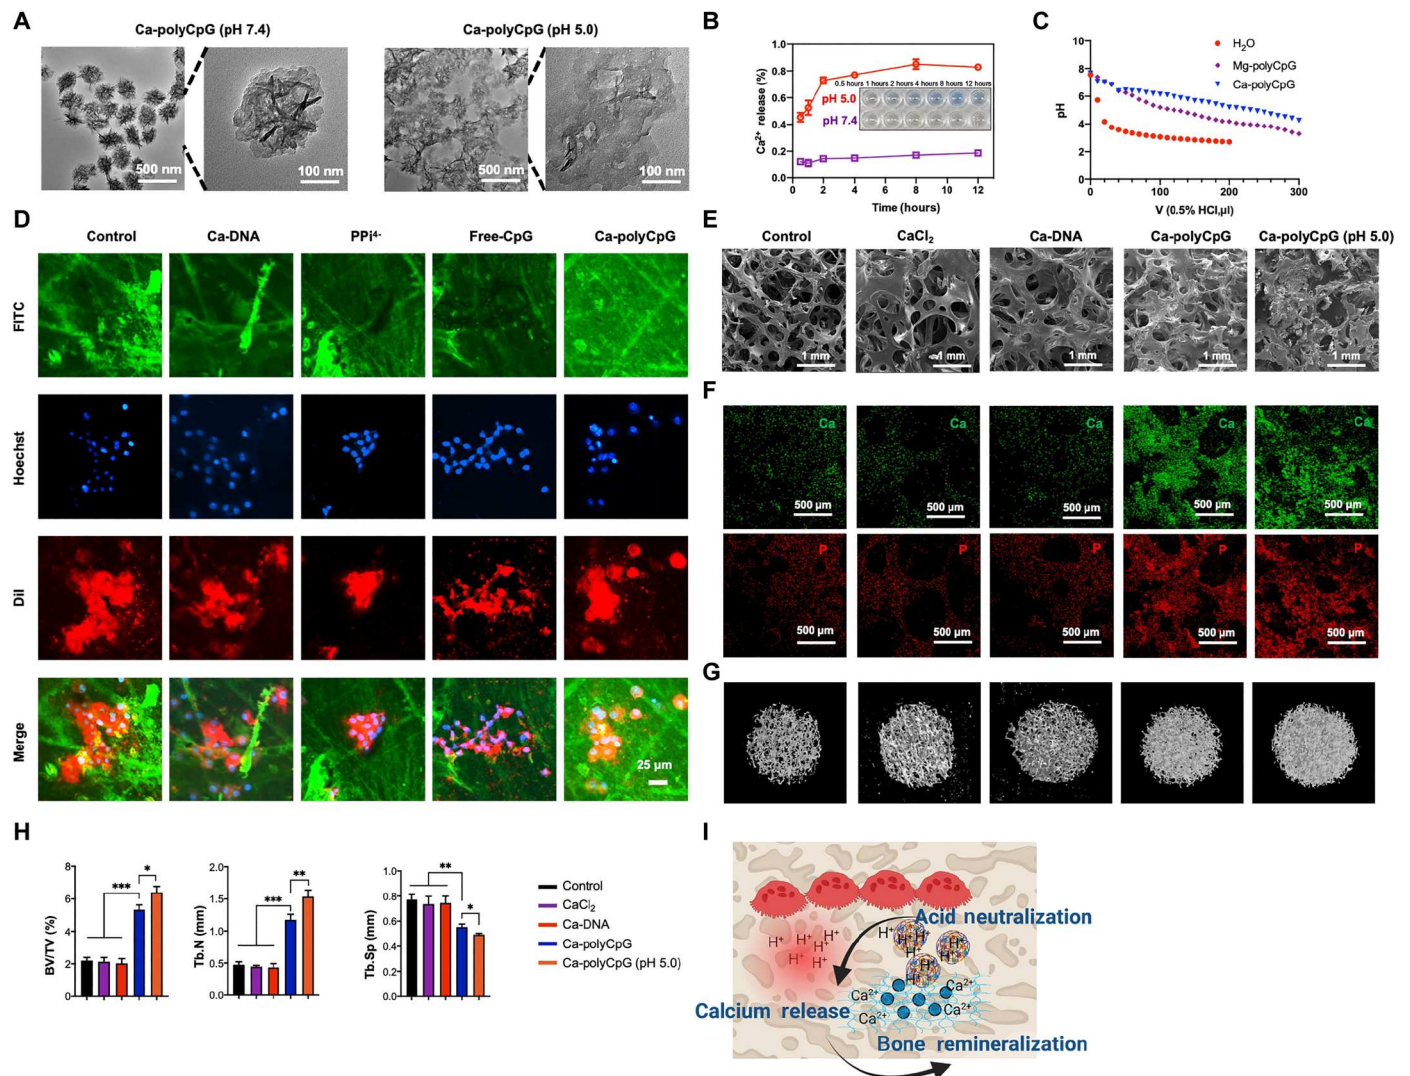 A
Ca-polyCpG (pH 7.4)
Ca-polyCpG (pH 5.0)
500 nm
100 nm
500 nm
100 nm
B
1.0
0.8
0.6
0.4
0.2
0.0
Ca2+ release (%)
0.5 hours 1 hours 2 hours 4 hours 8 hours 12 hours
pH 5.0
pH 7.4
0 2 4 6 8 10 12
Time (hours)
C
10
8
6
4
2
0
pH
H2O
Mg-polyCpG
Ca-polyCpG
0 100 200 300
V (0.5% HCl,μl)
D
Control Ca-DNA PPi4- Free-CpG Ca-polyCpG
FITC
Hoechst
DiI
Merge
25 μm
E
Control CaCl2 Ca-DNA Ca-polyCpG Ca-polyCpG (pH 5.0)
1 mm 1 mm 1 mm 1 mm 1 mm
F
Ca Ca Ca Ca Ca
500 μm 500 μm 500 μm 500 μm 500 μm
P P P P P
500 μm 500 μm 500 μm 500 μm 500 μm
G
H
8
6
4
2
0
BV/TV (%)
*** *
2.0
1.5
1.0
0.5
0.0
Tb.N (mm)
*** **
1.0
0.8
0.6
0.4
0.2
0.0
Tb.Sp (mm)
** *
Control
CaCl2
Ca-DNA
Ca-polyCpG
Ca-polyCpG (pH 5.0)
I
Acid neutralization
H+ H+ H+ H+
H+ H+ H+
H+ H+ H+ H+
H+ H+ H+
H+ H+
Ca2+ Ca2+
Calcium release
Ca2+ Ca2+
Bone remineralization